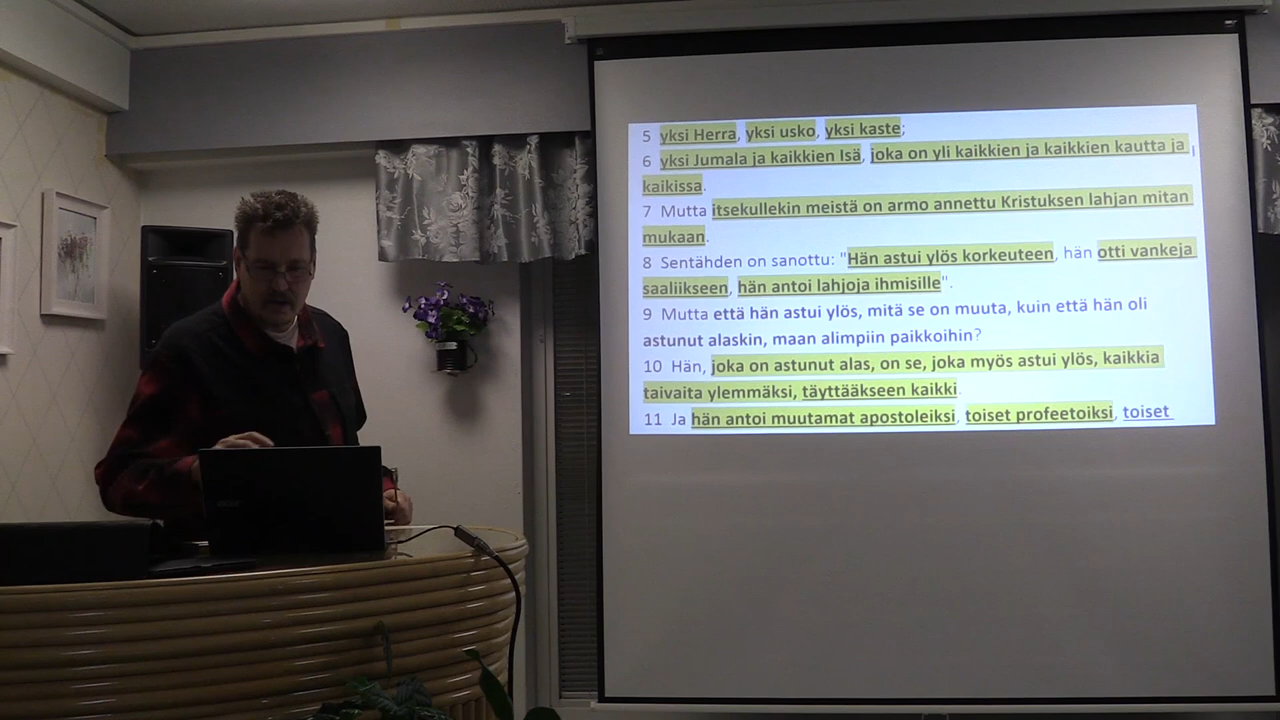 5 yksi Herra, yksi usko, yksi kaste;
6 yksi Jumala ja kaikkien Isä, joka on yli kaikkien ja kaikkien kautta ja
kaikissa.
7 Mutta itsekullekin meistä on armo annettu Kristuksen lahjan mitan
mukaan.
8 Sentähden on sanottu: "Hän astui ylös korkeuteen, hän otti vankeja
saaliikseen, hän antoi lahjoja ihmisille".
9 Mutta että hän astui ylös, mitä se on muuta, kuin että hän oli
astunut alaskin, maan alimpiin paikkoihin?
10 Hän, joka on astunut alas, on se, joka myös astui ylös, kaikkia
taivaita ylemmäksi, täyttääkseen kaikki.
11 Ja hän antoi muutamat apostoleiksi, toiset profeetoiksi, toiset